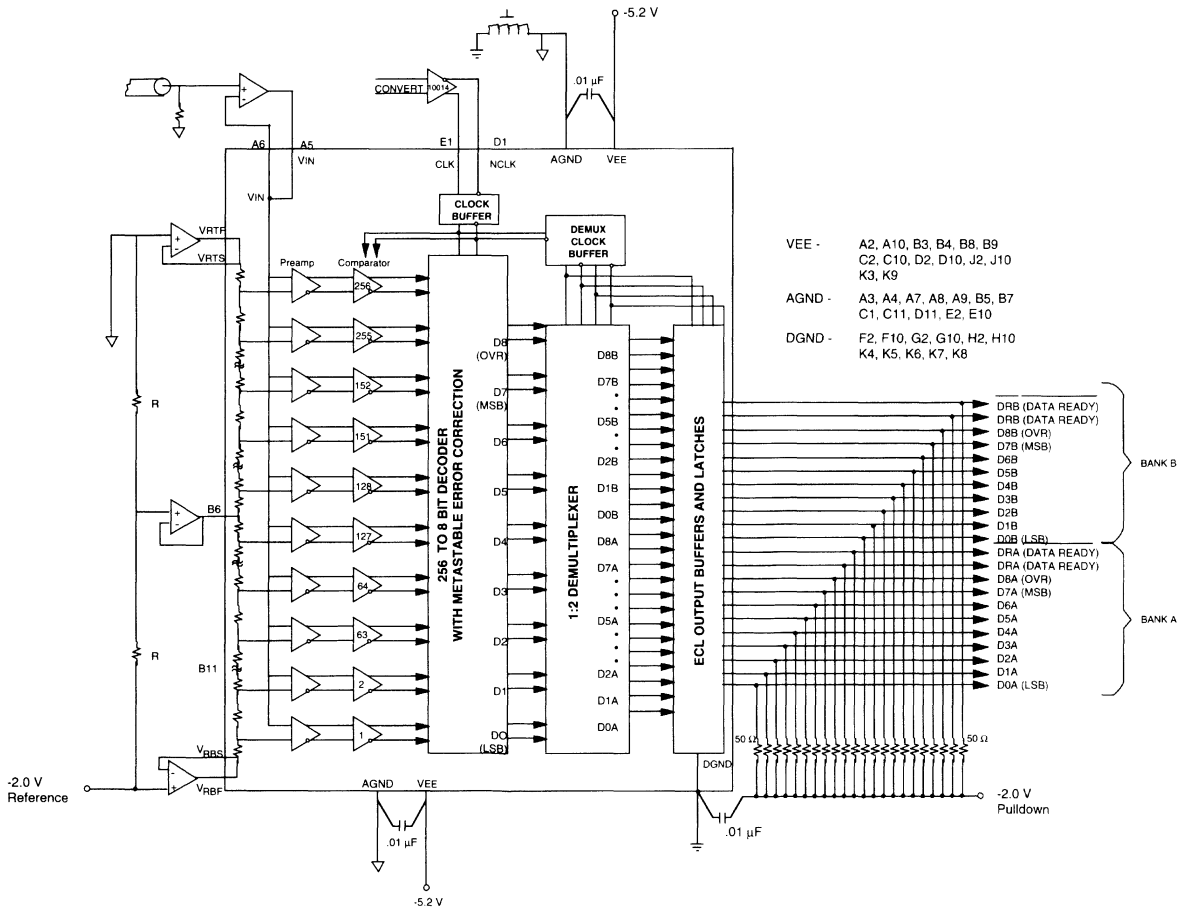 -5.2 V
.01 µF
CONVERT
10014
A6
A5
E1
D1
VIN
CLK
NCLK
AGND
VEE
VIN
CLOCK
BUFFER
DEMUX
CLOCK
BUFFER
VRTF
VRTS
Preamp
Comparator
256
255
152
151
128
127
64
63
2
1
R
B6
R
B11
VRBS
VRBF
-2.0 V
Reference
256 TO 8 BIT DECODER
WITH METASTABLE ERROR CORRECTION
D8
(OVR)
D7
(MSB)
D6
D5
D4
D3
D2
D1
DO
(LSB)
1:2 DEMULTIPLEXER
D8B
D7B
D5B
D2B
D1B
D0B
D8A
D7A
D5A
D2A
D1A
D0A
ECL OUTPUT BUFFERS AND LATCHES
VEE - A2, A10, B3, B4, B8, B9
C2, C10, D2, D10, J2, J10
K3, K9
AGND - A3, A4, A7, A8, A9, B5, B7
C1, C11, D11, E2, E10
DGND - F2, F10, G2, G10, H2, H10
K4, K5, K6, K7, K8
DRB (DATA READY)
DRB (DATA READY)
D8B (OVR)
D7B (MSB)
D6B
D5B
D4B
D3B
D2B
D1B
D0B (LSB)
BANK B
DRA (DATA READY)
DRA (DATA READY)
D8A (OVR)
D7A (MSB)
D6A
D5A
D4A
D3A
D2A
D1A
D0A (LSB)
BANK A
50 Ω
50 Ω
DGND
-2.0 V
Pulldown
.01 µF
AGND
VEE
.01 µF
-5.2 V